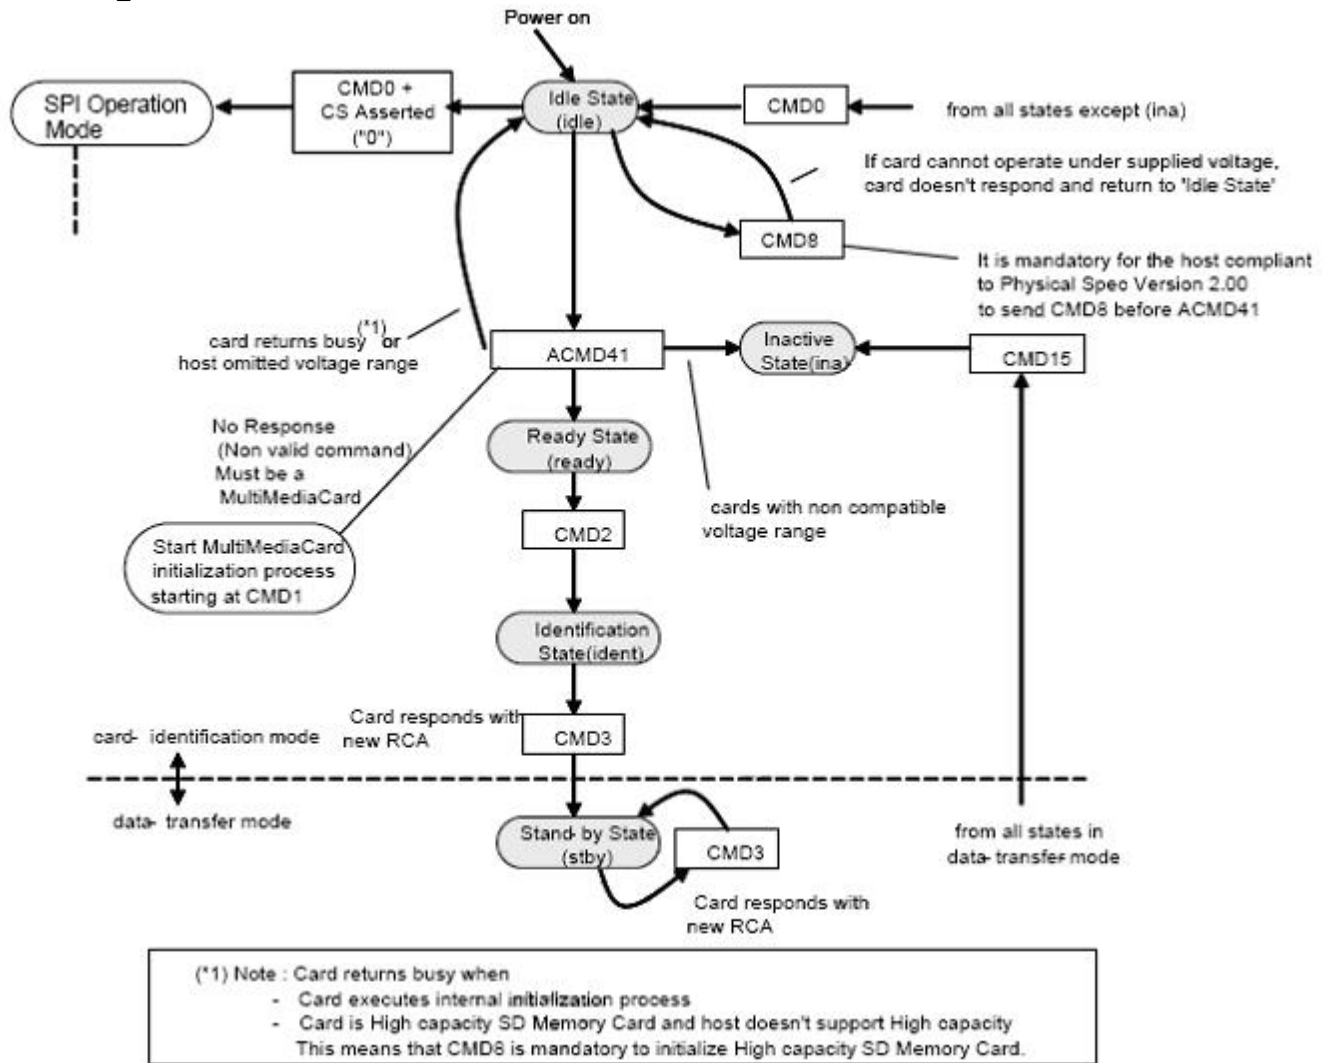 Power on
SPI Operation
Mode
CMD0 +
CS Asserted
("0")
Idle State
(idle)
CMD0
from all states except (ina)
If card cannot operate under supplied voltage,
card doesn't respond and return to 'Idle State'
CMD8
It is mandatory for the host compliant
to Physical Spec Version 2.00
to send CMD8 before ACMD41
card returns busy (*1) or
host omitted voltage range
ACMD41
Inactive
State(ina)
CMD15
No Response
(Non valid command)
Must be a
MultiMediaCard
Ready State
(ready)
cards with non compatible
voltage range
CMD2
Start MultiMediaCard
initialization process
starting at CMD1
Identification
State(ident)
Card responds with
new RCA
CMD3
card- identification mode
data- transfer mode
Stand- by State
(stby)
CMD3
Card responds with
new RCA
from all states in
data-transfer mode
(*1) Note : Card returns busy when
- Card executes internal initialization process
- Card is High capacity SD Memory Card and host doesn't support High capacity
This means that CMD8 is mandatory to initialize High capacity SD Memory Card.